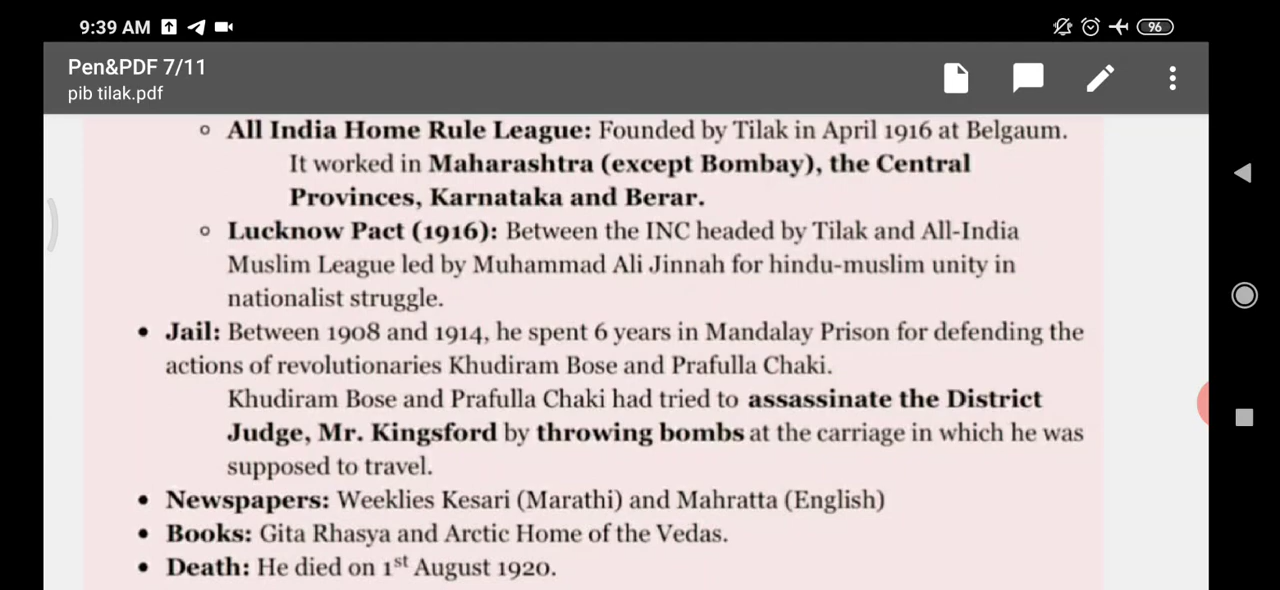 9:39 AM
96
Pen&PDF 7/11
pib tilak.pdf
All India Home Rule League: Founded by Tilak in April 1916 at Belgaum.
It worked in Maharashtra (except Bombay), the Central
Provinces, Karnataka and Berar.
Lucknow Pact (1916): Between the INC headed by Tilak and All-India
Muslim League led by Muhammad Ali Jinnah for hindu-muslim unity in
nationalist struggle.
Jail: Between 1908 and 1914, he spent 6 years in Mandalay Prison for defending the
actions of revolutionaries Khudiram Bose and Prafulla Chaki.
Khudiram Bose and Prafulla Chaki had tried to assassinate the District
Judge, Mr. Kingsford by throwing bombs at the carriage in which he was
supposed to travel.
Newspapers: Weeklies Kesari (Marathi) and Mahratta (English)
Books: Gita Rhasya and Arctic Home of the Vedas.
Death: He died on 1st August 1920.